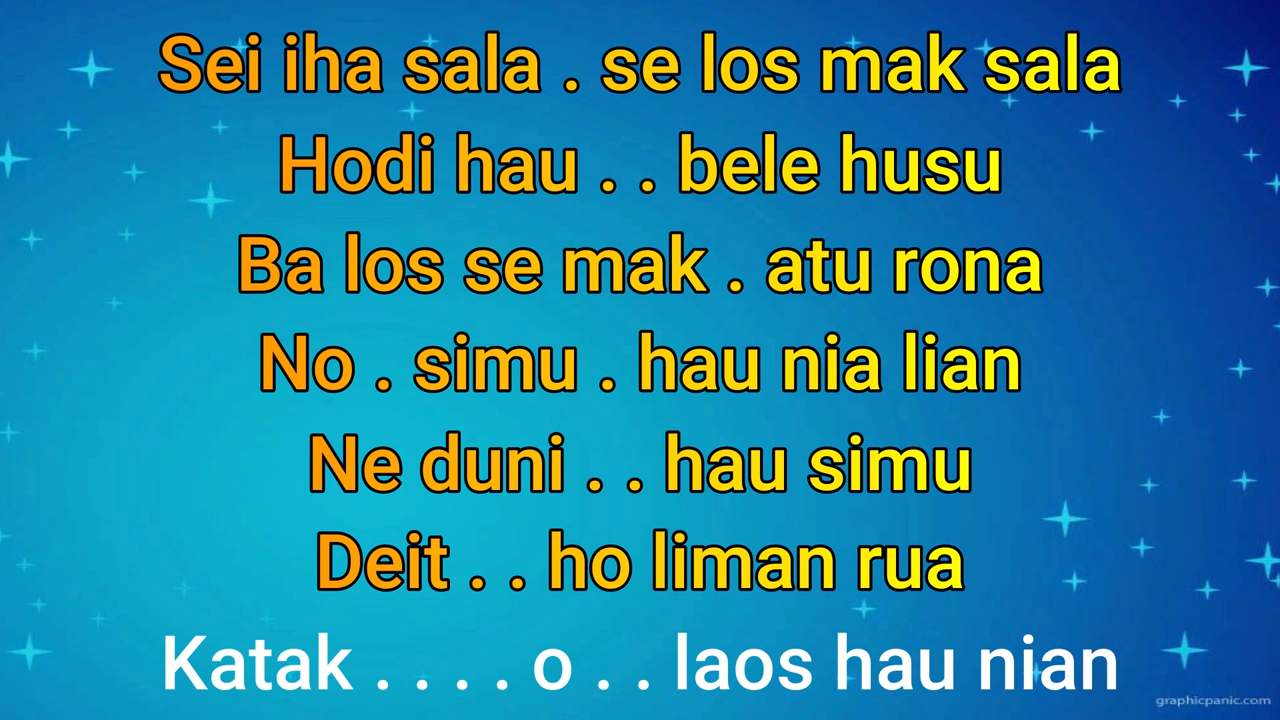 Sei iha sala . se los mak sala
Hodi hau . . bele husu
Ba los se mak . atu rona
No . simu . hau nia lian
Ne duni . . hau simu
Deit . . ho liman rua
Katak . . . . o . . laos hau nian
graphicpanic.com